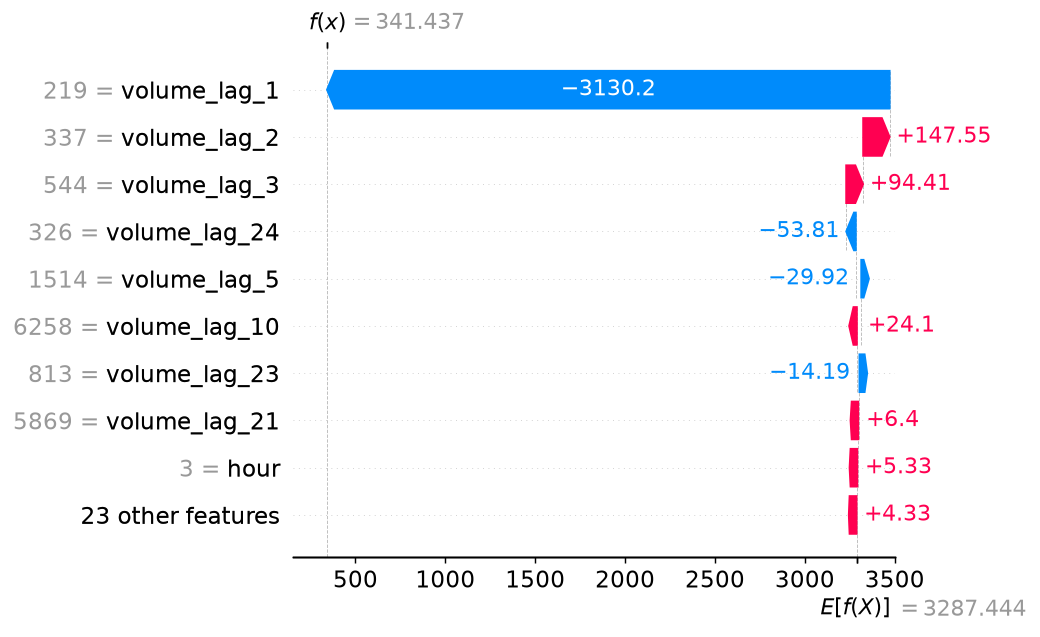 f(x) = 341.437
219 = volume_lag_1
−3130.2
337 = volume_lag_2
+147.55
544 = volume_lag_3
+94.41
326 = volume_lag_24
−53.81
1514 = volume_lag_5
−29.92
6258 = volume_lag_10
+24.1
813 = volume_lag_23
−14.19
5869 = volume_lag_21
+6.4
3 = hour
+5.33
23 other features
+4.33
500 1000 1500 2000 2500 3000 3500
E[f(X)] = 3287.444